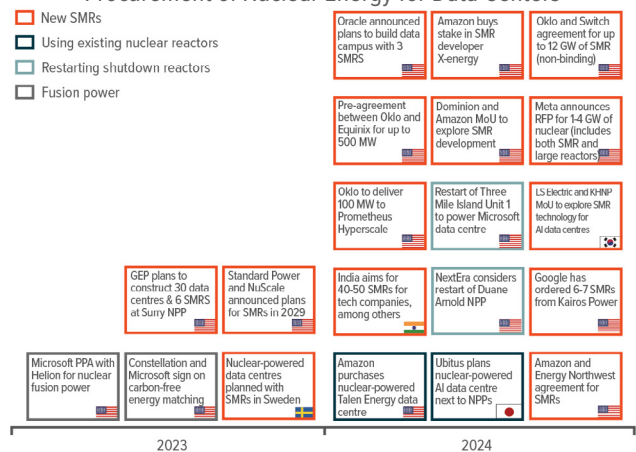 Procurement of Nuclear Energy for Data Centers
New SMRs
Using existing nuclear reactors
Restarting shutdown reactors
Fusion power
Oracle announced
plans to build data
campus with 3
SMRS
Amazon buys
stake in SMR
developer
X-energy
Oklo and Switch
agreement for up
to 12 GW of SMR
(non-binding)
Pre-agreement
between Oklo and
Equinix for up to
500 MW
Dominion and
Amazon MoU to
explore SMR
development
Meta announces
RFP for 1-4 GW of
nuclear (includes
both SMR and
large reactors)
Oklo to deliver
100 MW to
Prometheus
Hyperscale
Restart of Three
Mile Island Unit 1
to power Microsoft
data centre
LS Electric and KHNP
MoU to explore SMR
technology for
AI data centres
GEP plans to
construct 30 data
centres & 6 SMRS
at Surry NPP
Standard Power
and NuScale
announced plans
for SMRs in 2029
India aims for
40-50 SMRs for
tech companies,
among others
NextEra considers
restart of Duane
Arnold NPP
Google has
ordered 6-7 SMRs
from Kairos Power
Microsoft PPA with
Helion for nuclear
fusion power
Constellation and
Microsoft sign on
carbon-free
energy matching
Nuclear-powered
data centres
planned with
SMRs in Sweden
Amazon
purchases
nuclear-powered
Talen Energy data
centre
Ubitus plans
nuclear-powered
AI data centre
next to NPPs
Amazon and
Energy Northwest
agreement for
SMRs
2023
2024